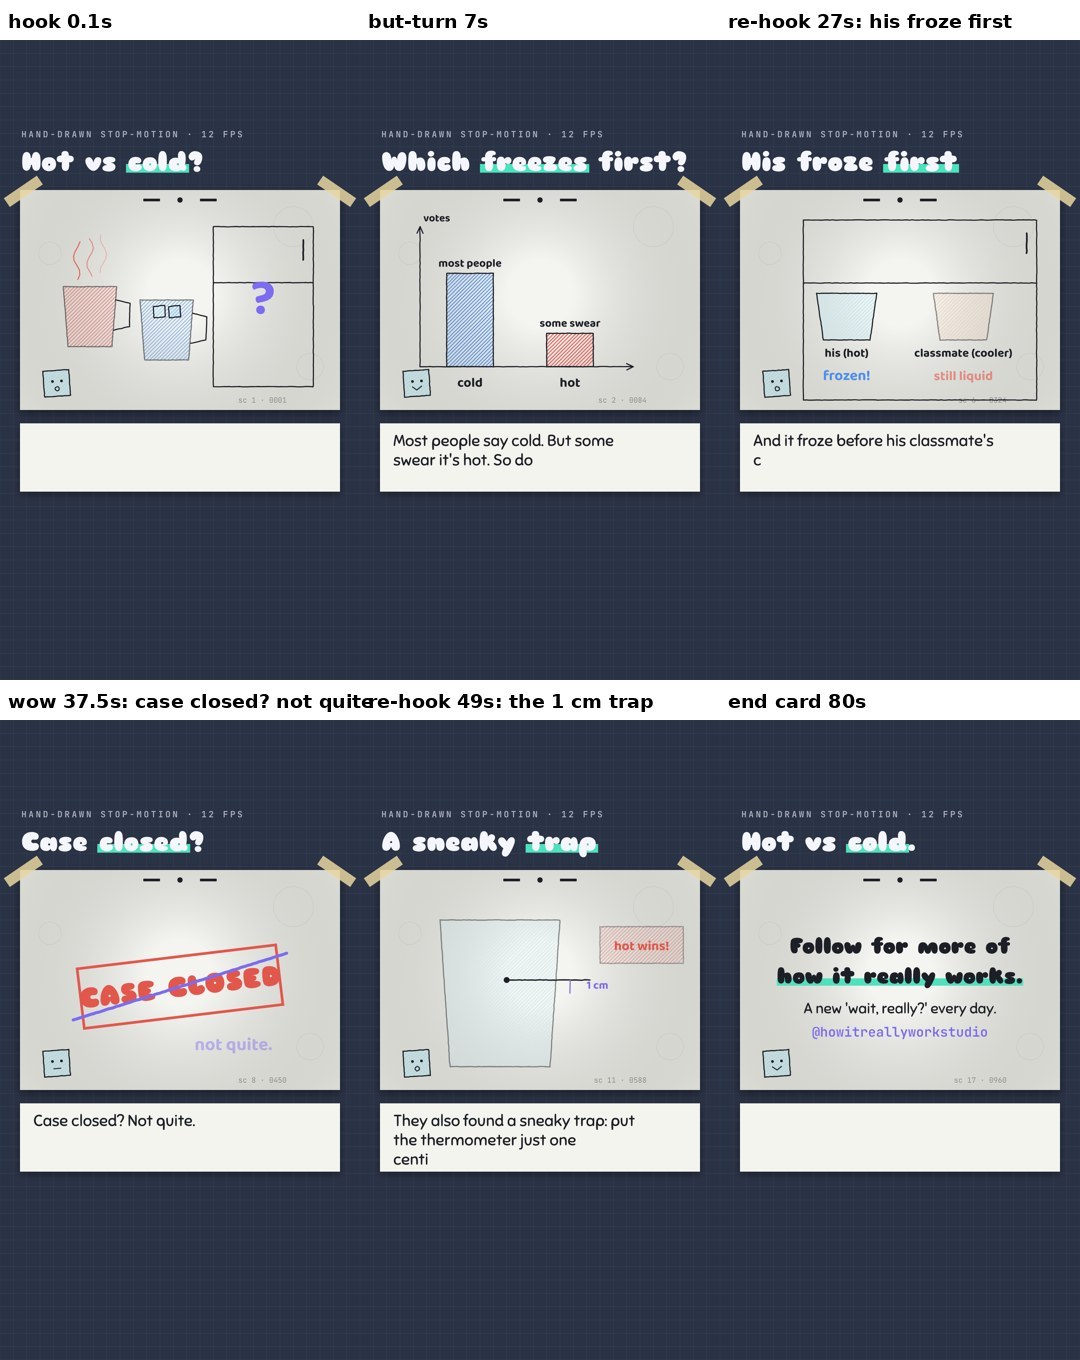 hook 0.1s
HAND-DRAWN STOP-MOTION · 12 FPS
Hot vs cold?
?
sc 1 · 0001
but-turn 7s
HAND-DRAWN STOP-MOTION · 12 FPS
Which freezes first?
votes
most people
some swear
cold
hot
sc 2 · 0084
Most people say cold. But some
swear it's hot. So do
re-hook 27s: his froze first
HAND-DRAWN STOP-MOTION · 12 FPS
His froze first
his (hot)
classmate (cooler)
frozen!
still liquid
And it froze before his classmate's
c
wow 37.5s: case closed? not quite
HAND-DRAWN STOP-MOTION · 12 FPS
Case closed?
CASE CLOSED
not quite.
sc 8 · 0450
Case closed? Not quite.
re-hook 49s: the 1 cm trap
HAND-DRAWN STOP-MOTION · 12 FPS
A sneaky trap
hot wins!
1 cm
sc 11 · 0588
They also found a sneaky trap: put
the thermometer just one
centi
end card 80s
HAND-DRAWN STOP-MOTION · 12 FPS
Hot vs cold.
Follow for more of
how it really works.
A new 'wait, really?' every day.
@howitreallyworkstudio
sc 17 · 0960